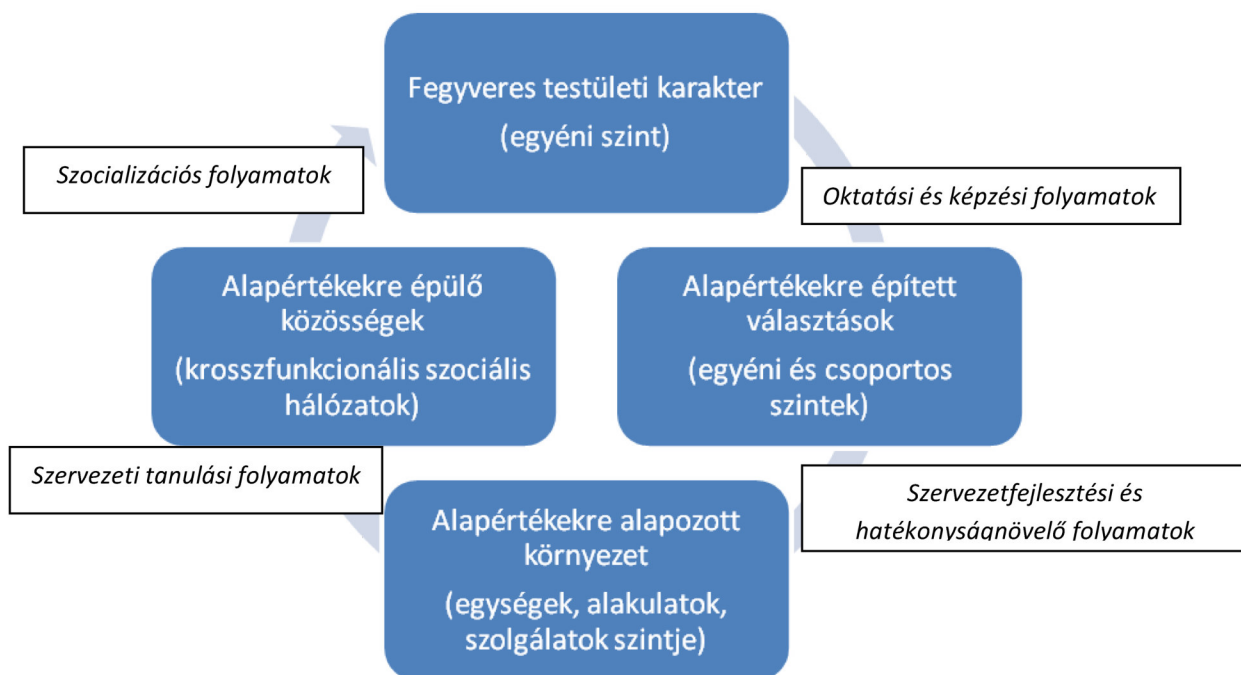 Fegyveres testületi karakter
(egyéni szint)
Szocializációs folyamatok
Oktatási és képzési folyamatok
Alapértékekre épülő
közösségek
(krosszfunkcionális szociális
hálózatok)
Alapértékekre épített
választások
(egyéni és csoportos
szintek)
Szervezeti tanulási folyamatok
Szervezetfejlesztési és
hatékonyságnövelő folyamatok
Alapértékekre alapozott
környezet
(egységek, alakulatok,
szolgálatok szintje)